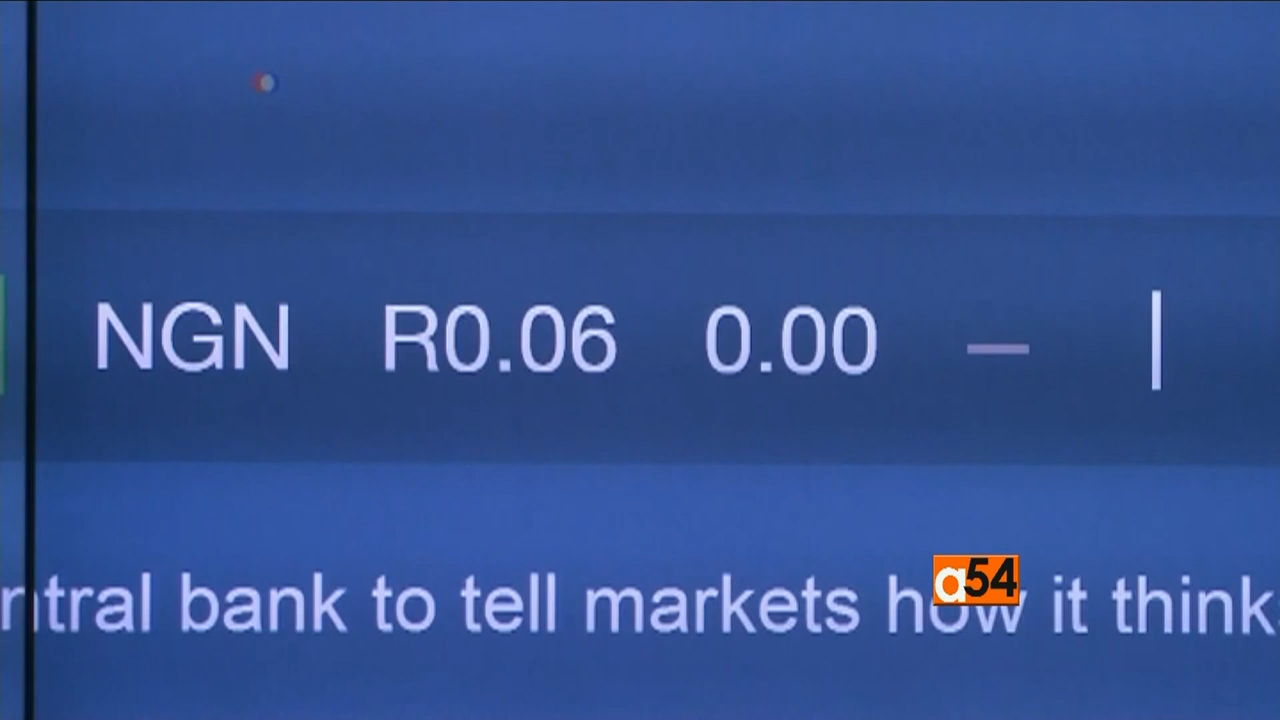 NGN R0.06 0.00 —
a54
ntral bank to tell markets how it think